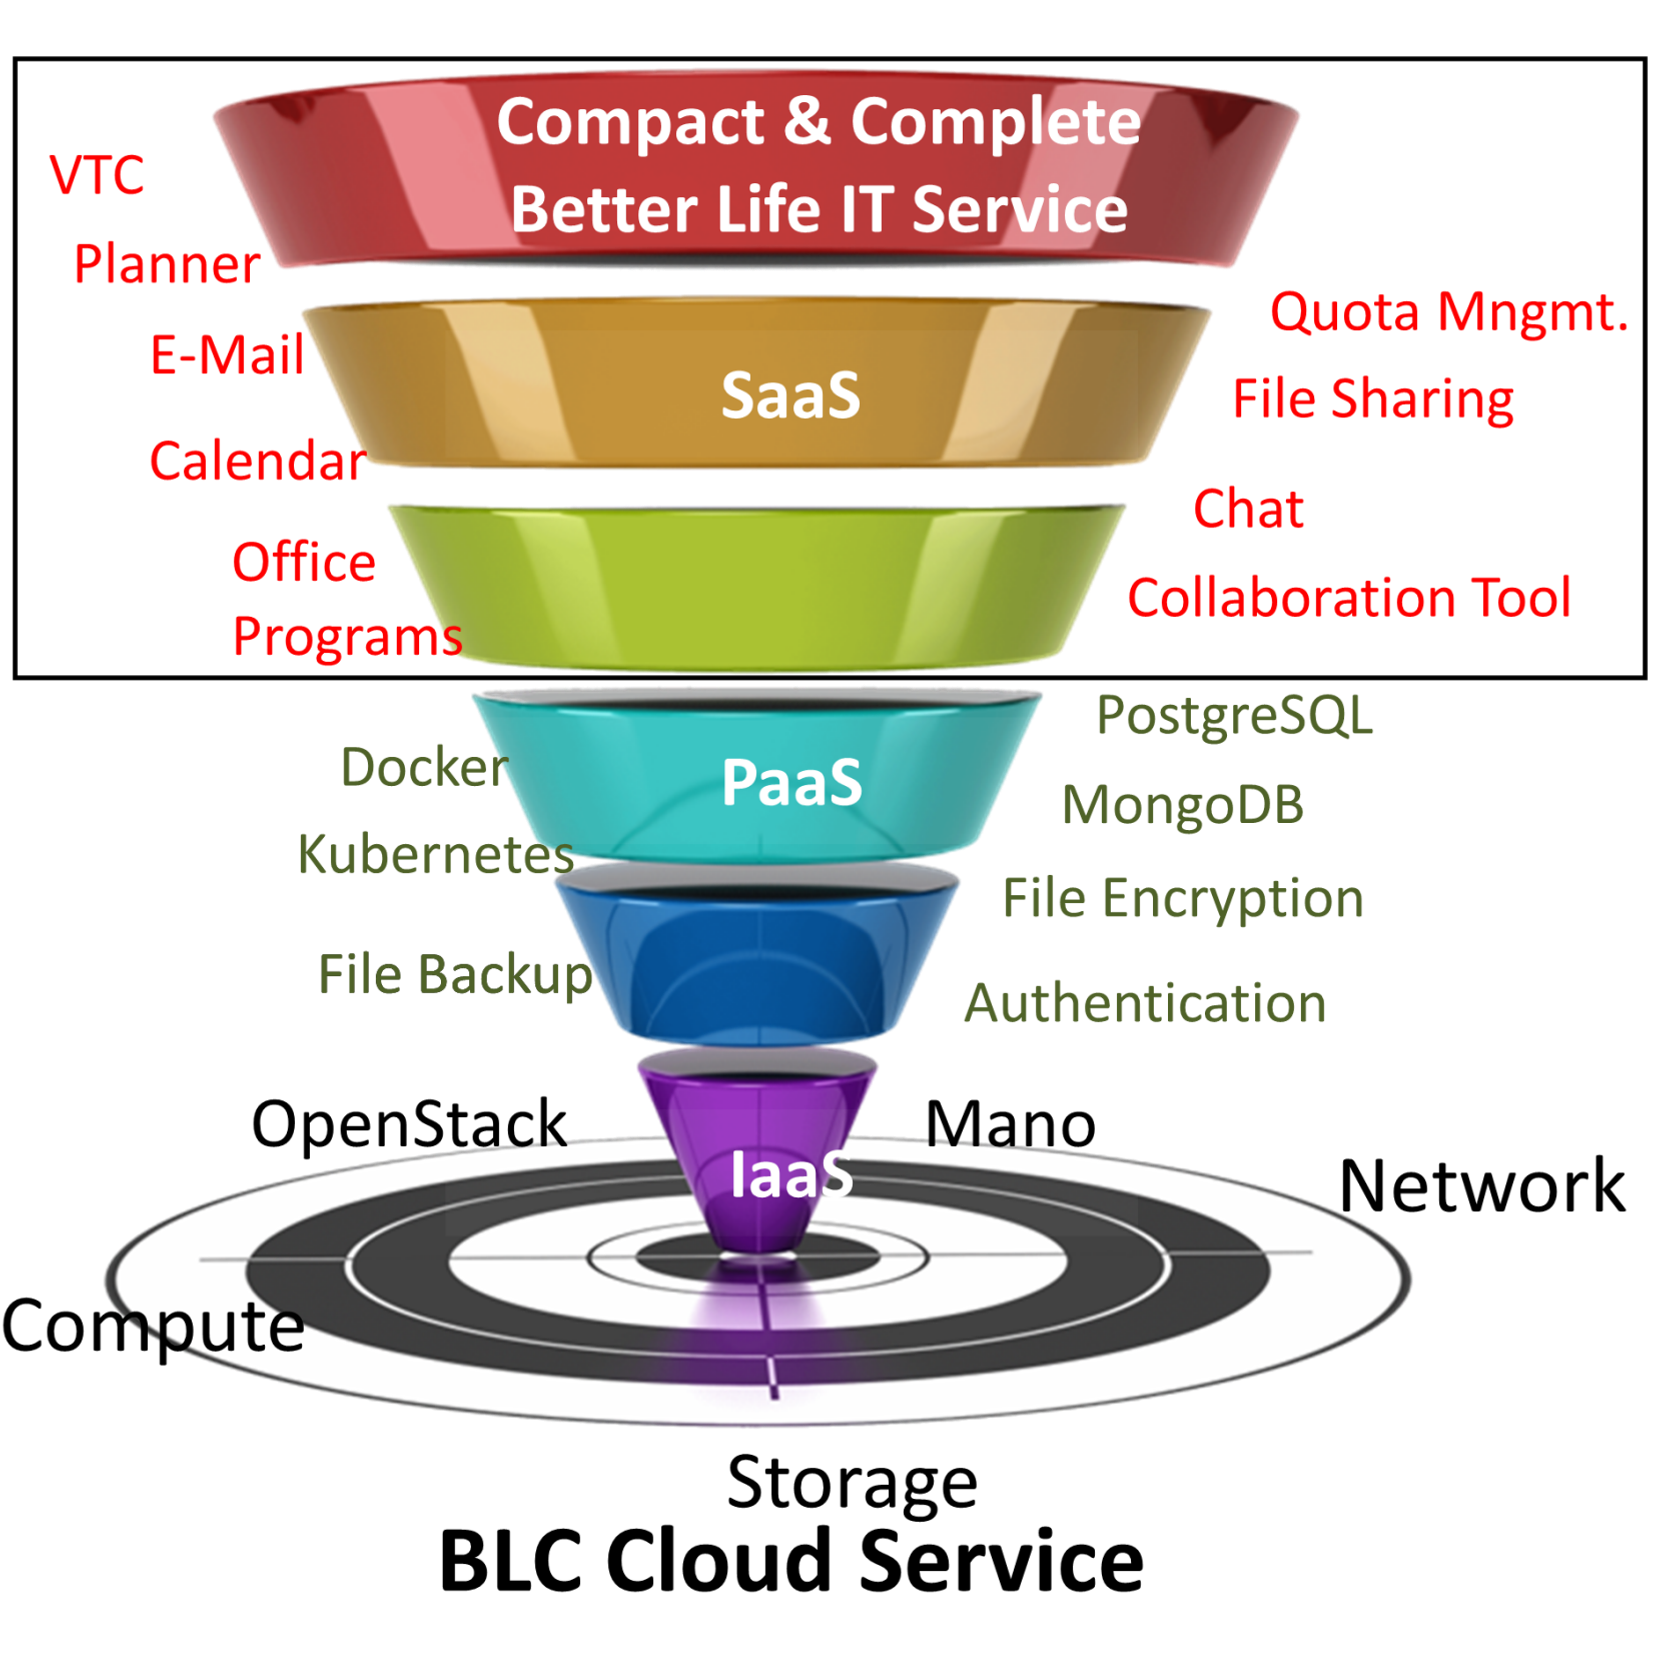 Compact & Complete
Better Life IT Service
VTC
Planner
Quota Mngmt.
E-Mail
SaaS
File Sharing
Calendar
Chat
Office
Programs
Collaboration Tool
PostgreSQL
Docker
PaaS
MongoDB
Kubernetes
File Encryption
File Backup
Authentication
OpenStack
Mano
IaaS
Network
Compute
Storage
BLC Cloud Service